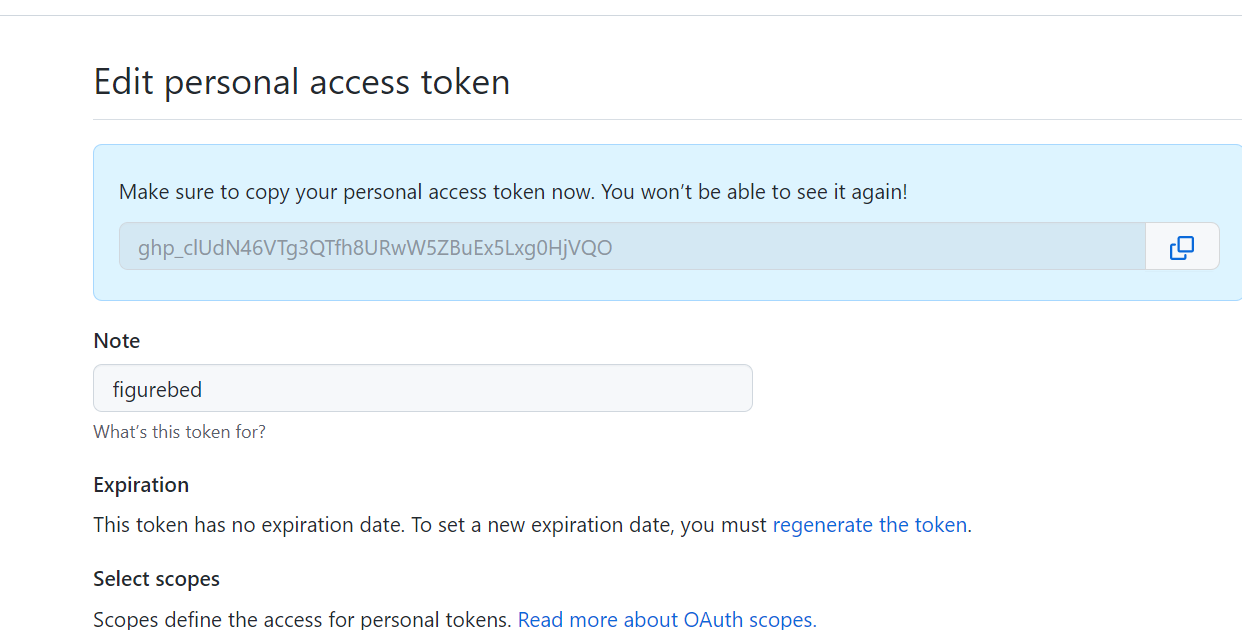 Edit personal access token
Make sure to copy your personal access token now. You won’t be able to see it again!
Note
figurebed
What’s this token for?
Expiration
This token has no expiration date. To set a new expiration date, you must regenerate the token.
Select scopes
Scopes define the access for personal tokens. Read more about OAuth scopes.